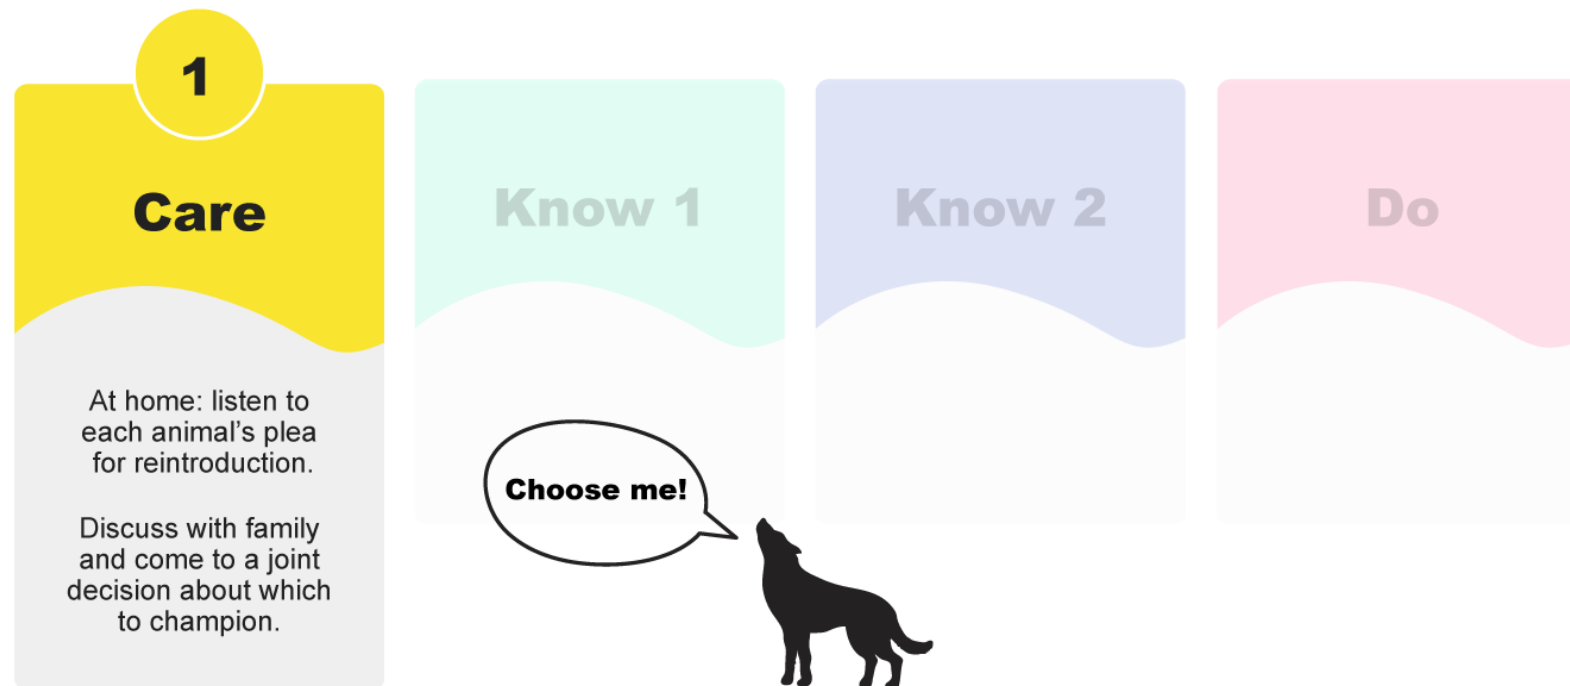 1
Care
At home: listen to
each animal's plea
for reintroduction.
Discuss with family
and come to a joint
decision about which
to champion.
Know 1
Choose me!
Know 2
Do